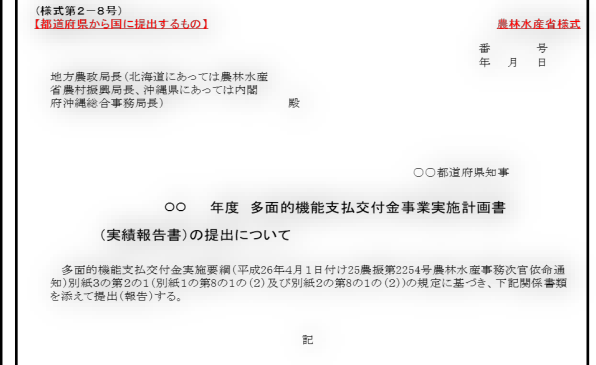 （様式第２－８号）
【都道府県から国に提出するもの】 農林水産省様式
番 号
年 月 日
地方農政局長（北海道にあっては農林水産
省農村振興局長、沖縄県にあっては内閣
府沖縄総合事務局長） 殿
○○都道府県知事
○○ 年度 多面的機能支払交付金事業実施計画書
（実績報告書）の提出について
多面的機能支払交付金実施要綱（平成26年４月１日付け25農振第2254号農林水産事務次官依命通
知）別紙３の第２の１（別紙１の第８の１の（２）及び別紙２の第８の１の（２））の規定に基づき、下記関係書類
を添えて提出（報告）する。
記